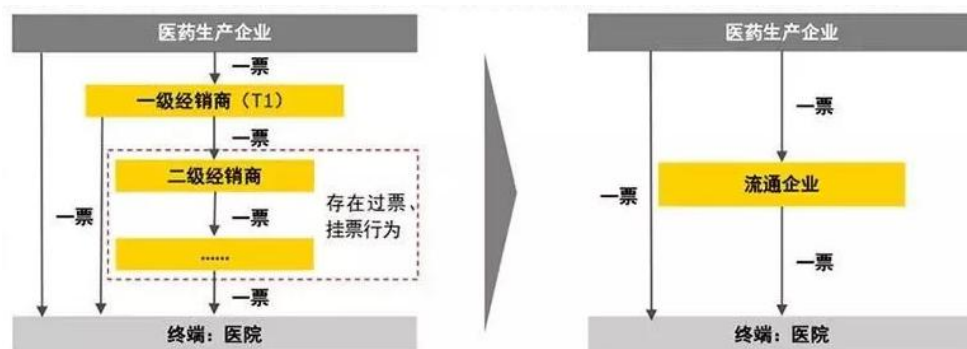 医药生产企业
一票
一级经销商（T1）
一票
二级经销商
存在过票、
挂票行为
一票
一票
......
一票
终端：医院
医药生产企业
一票
流通企业
一票
一票
终端：医院